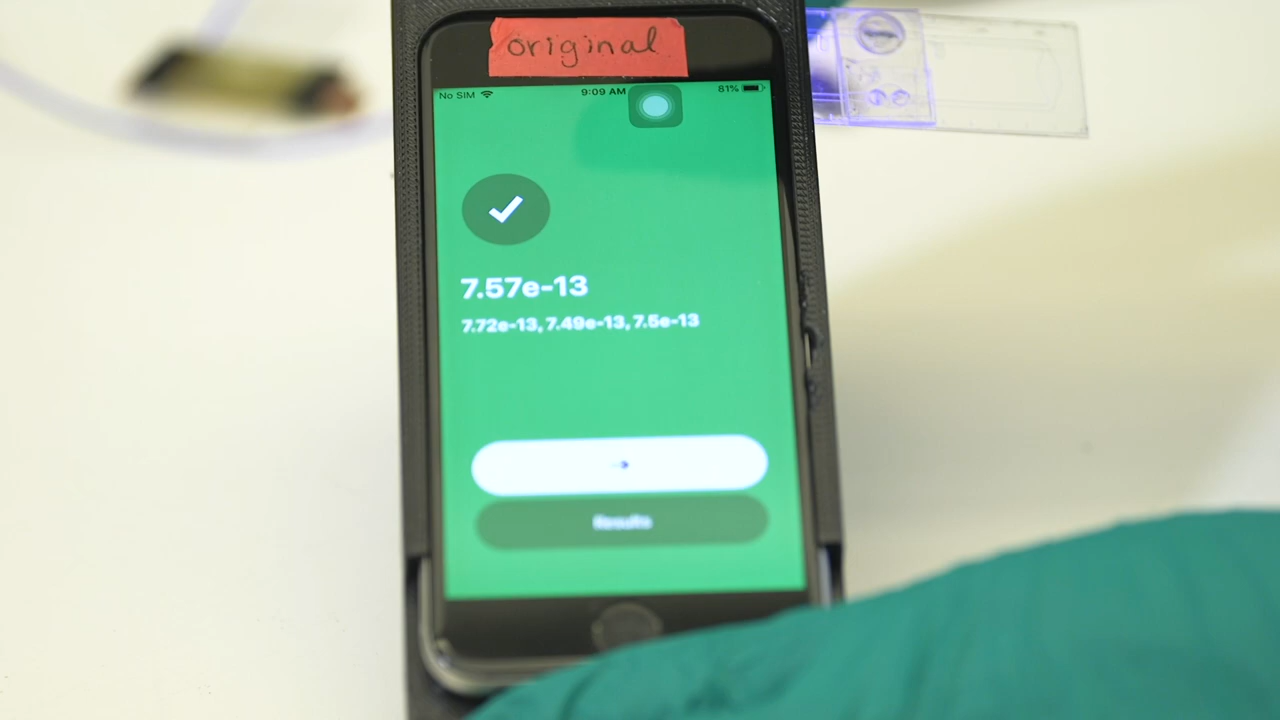 original
No SIM 9:09 AM 81%
7.57e-13
7.72e-13, 7.49e-13, 7.5e-13
→
Results